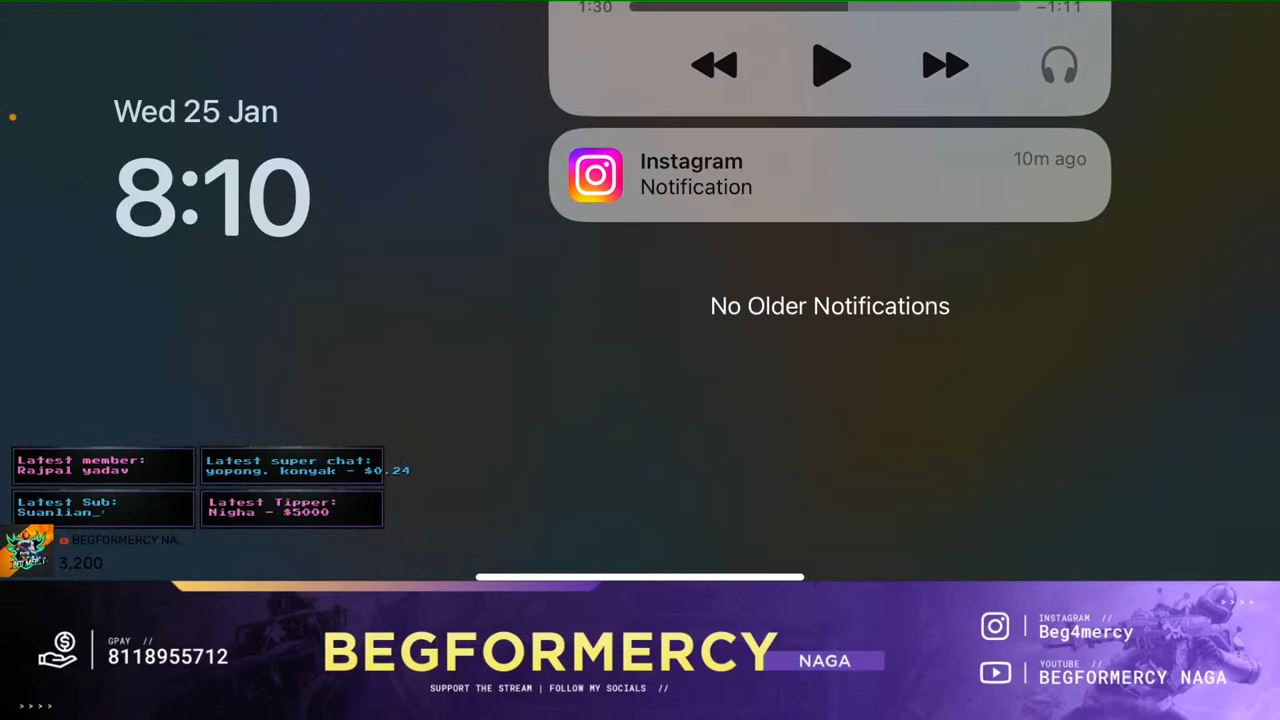 1:30
-1:11
Wed 25 Jan
8:10
Instagram
10m ago
Notification
No Older Notifications
Latest member:
Rajpal yadav
Latest super chat:
yopong. konyak - $0.24
Latest Sub:
Suanlian_
Latest Tipper:
Nigha - $5000
BEGFORMERCY NA...
3,200
GPAY //
8118955712
BEGFORMERCY
NAGA
SUPPORT THE STREAM | FOLLOW MY SOCIALS //
INSTAGRAM //
Beg4mercy
YOUTUBE //
BEGFORMERCY NAGA
>>>>
>>>>